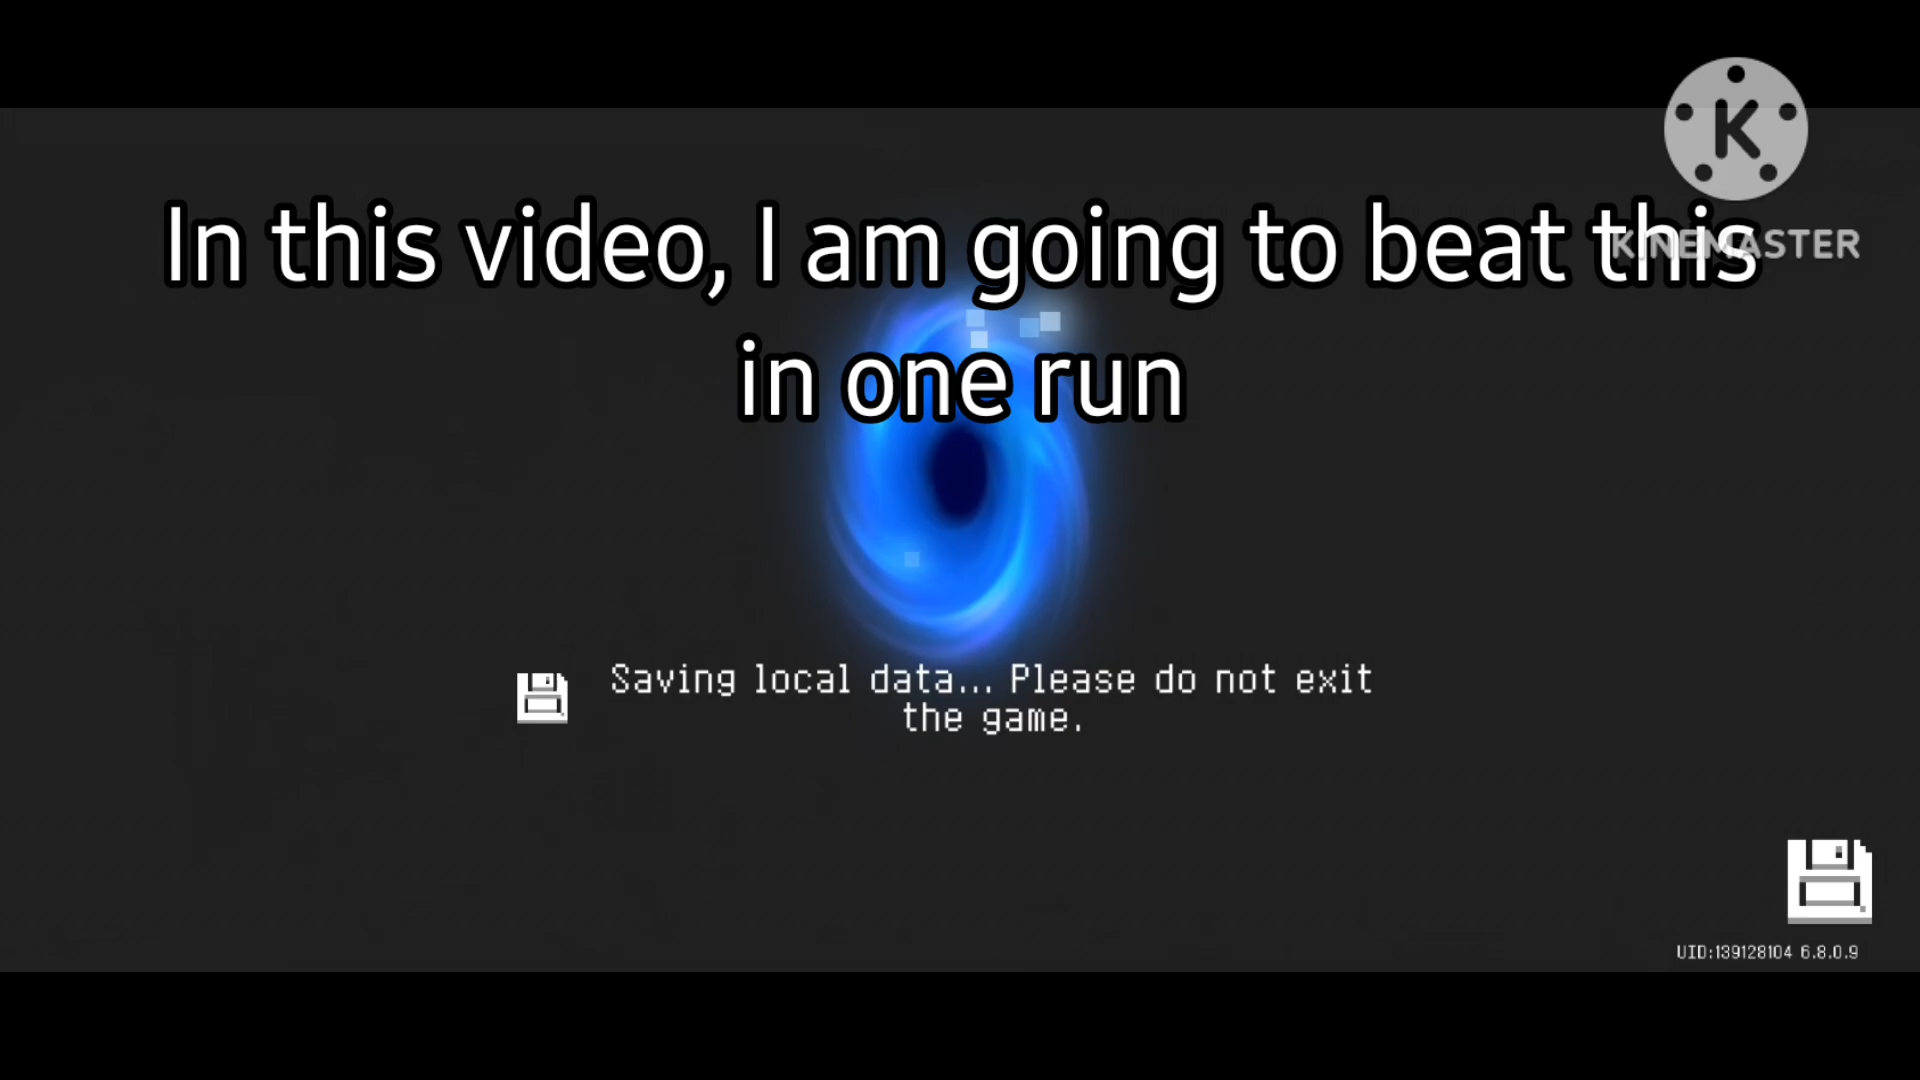 K
In this video, I am going to beat this
KINEMASTER
in one run
Saving local data... Please do not exit
the game.
UID:139128104 6.8.0.9